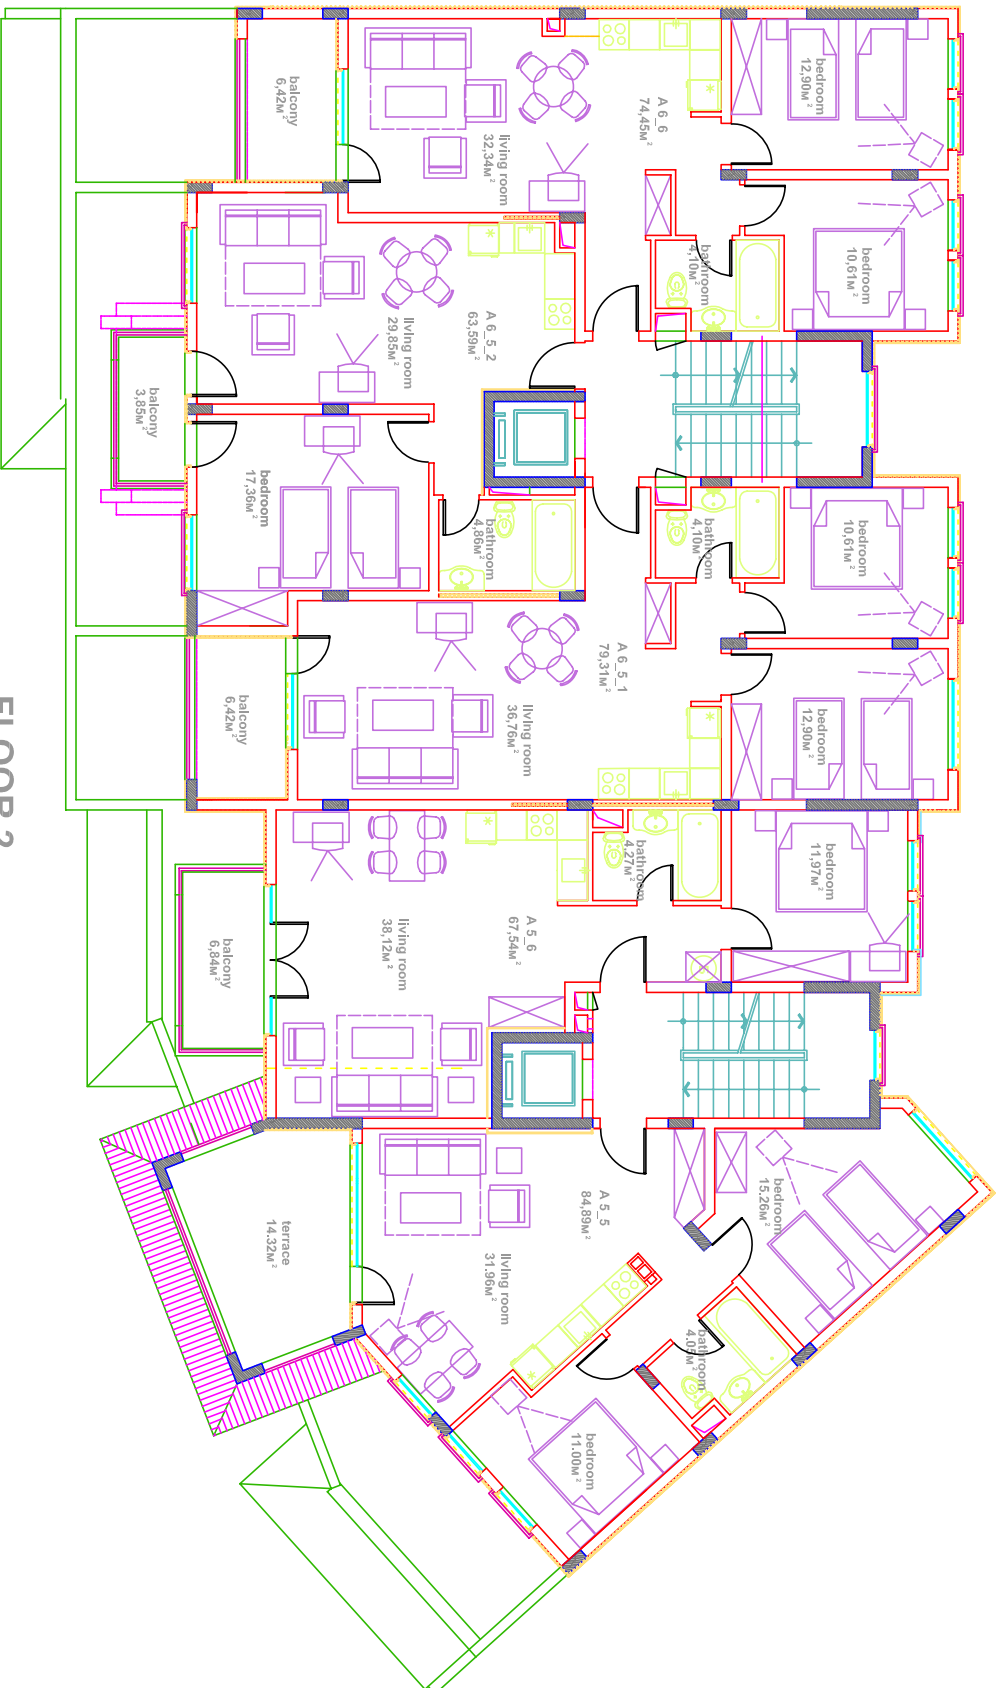 balcony
6,42м²
living room
32,34м²
A 6_6
74,45м²
bedroom
12,90м²
bedroom
10,61м²
bathroom
4,10м²
living room
29,85м²
A 6_5_2
63,59м²
balcony
3,85м²
bedroom
17,36м²
bathroom
4,86м²
bathroom
4,10м²
bedroom
10,61м²
A 6_5_1
79,31м²
living room
36,76м²
balcony
6,42м²
bedroom
12,90м²
bedroom
11,97м²
bathroom
4,27м²
A 5_6
67,54м²
living room
38,12м²
balcony
6,84м²
terrace
14.32м²
A 5_5
84,89м²
living room
31.96м²
bedroom
15.26м²
bathroom
4.05м²
bedroom
11.00м²
FLOOR 2